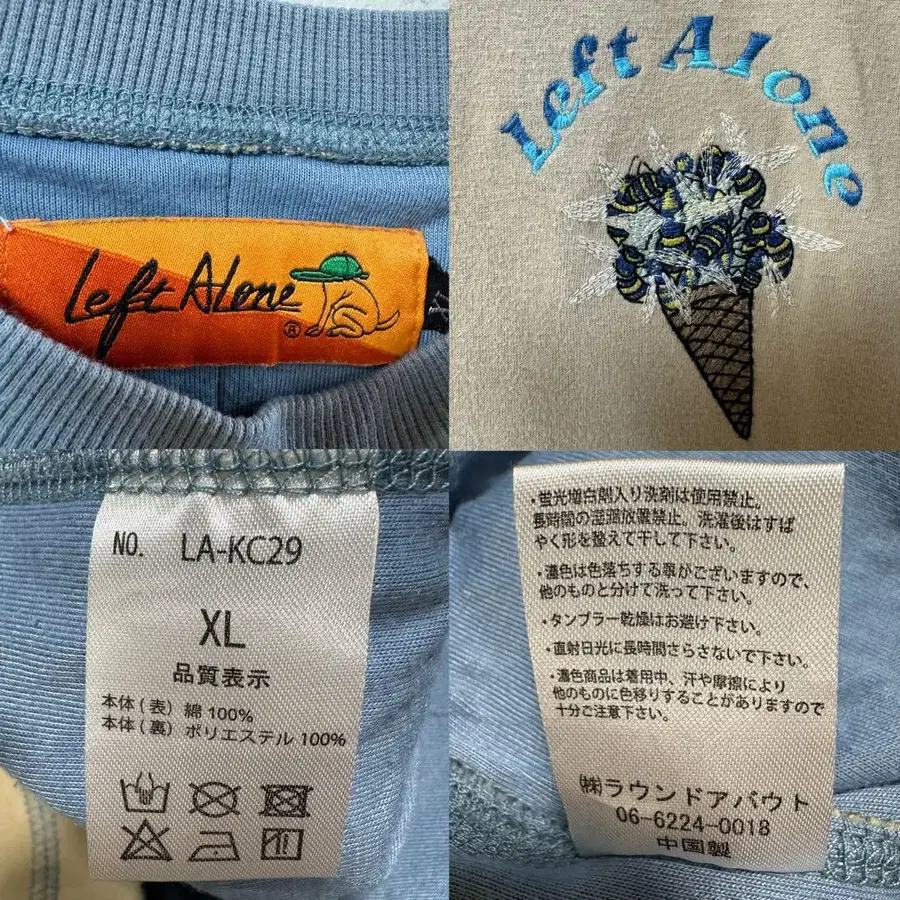 Left Alone
®
Left Alone
NO. LA-KC29
XL
品質表示
本体(表) 綿 100%
本体(裏) ポリエステル 100%
・蛍光増白剤入り洗剤は使用禁止。
長時間の湿潤放置禁止。洗濯後はすば
やく形を整えて干して下さい。
・濃色は色落ちする事がございますので、
他のものと分けて洗って下さい。
・タンブラー乾燥はお避け下さい。
・直射日光に長時間さらさないで下さい。
・濃色商品は着用中、汗や摩擦により
他のものに色移りすることがありますので
十分ご注意下さい。
㈱ラウンドアバウト
06-6224-0018
中国製